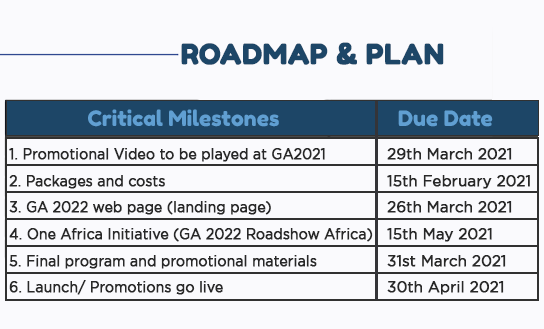 ROADMAP & PLAN
Critical Milestones Due Date
1. Promotional Video to be played at GA2021 29th March 2021
2. Packages and costs 15th February 2021
3. GA 2022 web page (landing page) 26th March 2021
4. One Africa Initiative (GA 2022 Roadshow Africa) 15th May 2021
5. Final program and promotional materials 31st March 2021
6. Launch/ Promotions go live 30th April 2021